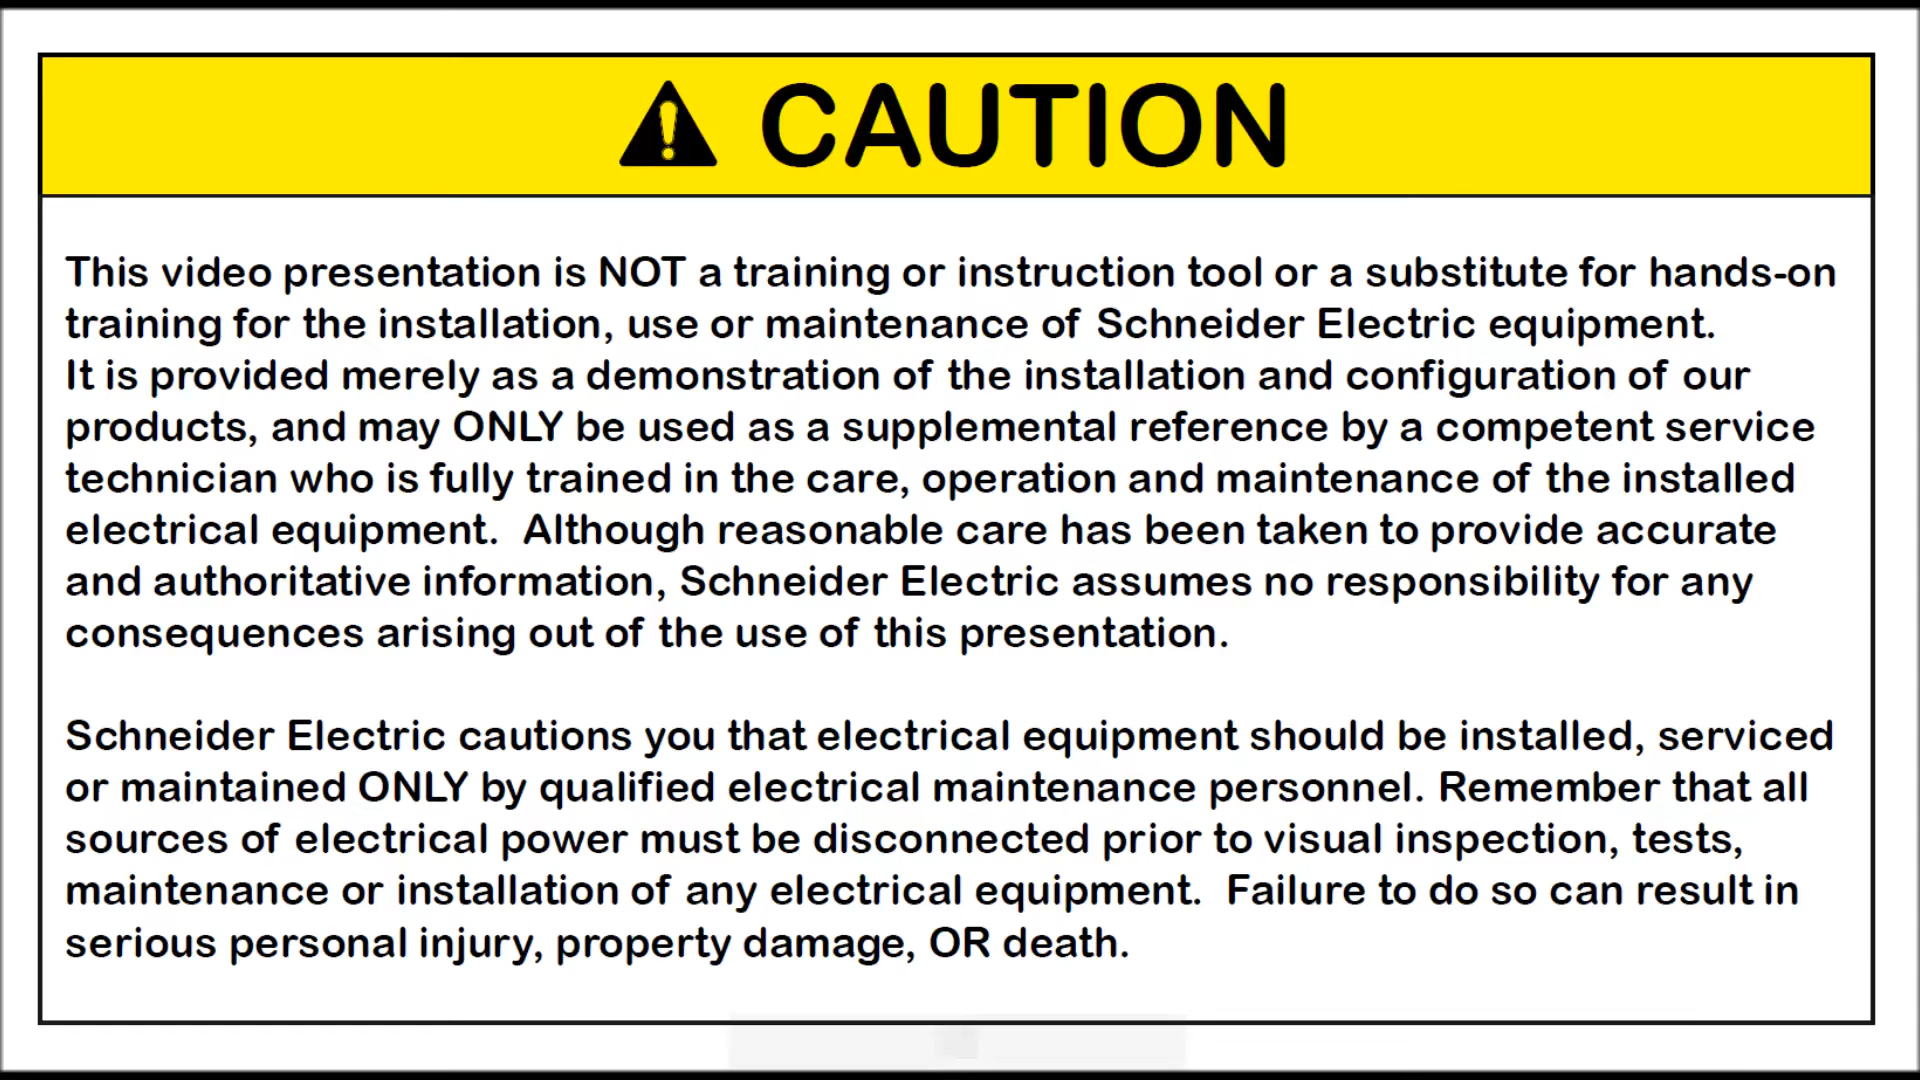 CAUTION
This video presentation is NOT a training or instruction tool or a substitute for hands-on
training for the installation, use or maintenance of Schneider Electric equipment.
It is provided merely as a demonstration of the installation and configuration of our
products, and may ONLY be used as a supplemental reference by a competent service
technician who is fully trained in the care, operation and maintenance of the installed
electrical equipment.  Although reasonable care has been taken to provide accurate
and authoritative information, Schneider Electric assumes no responsibility for any
consequences arising out of the use of this presentation.
Schneider Electric cautions you that electrical equipment should be installed, serviced
or maintained ONLY by qualified electrical maintenance personnel. Remember that all
sources of electrical power must be disconnected prior to visual inspection, tests,
maintenance or installation of any electrical equipment.  Failure to do so can result in
serious personal injury, property damage, OR death.